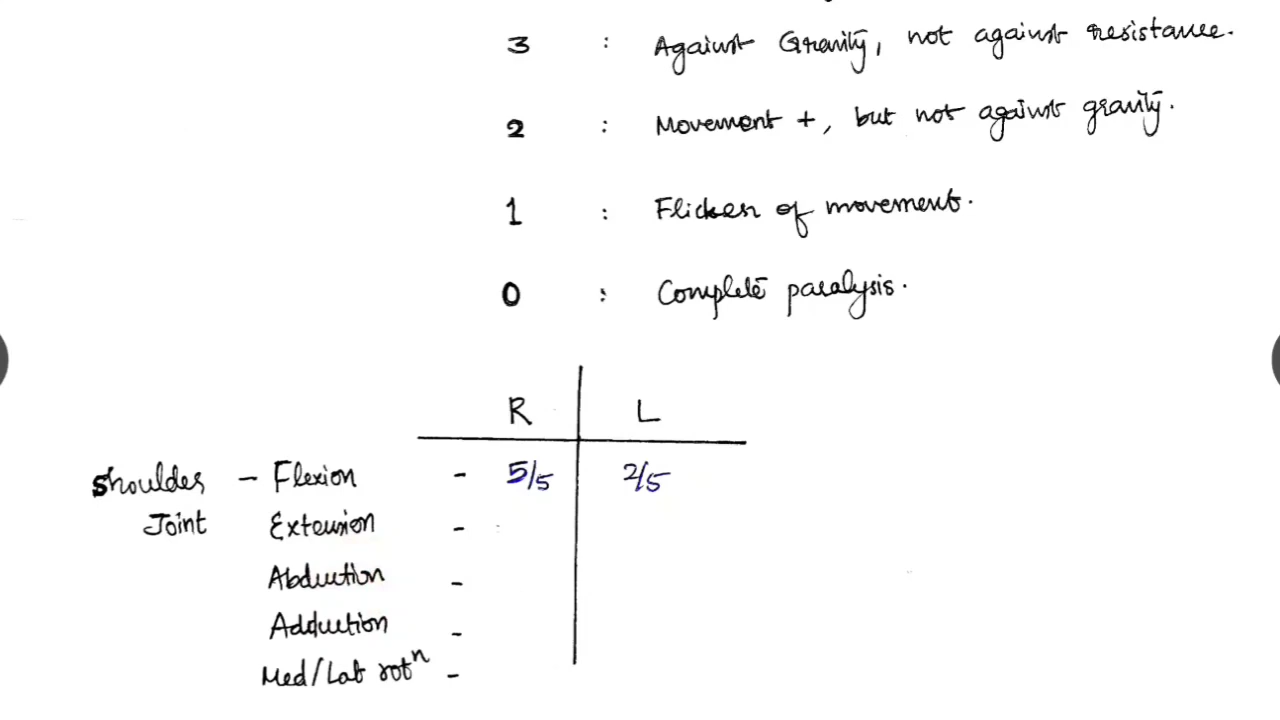 3 : Against Gravity, not against resistance.
2 : Movement +, but not against gravity.
1 : Flicker of movement.
0 : Complete paralysis.
R L
Shoulder - Flexion - 5/5 2/5
Joint Extension -
Abduction -
Adduction -
Med/Lat rotⁿ -